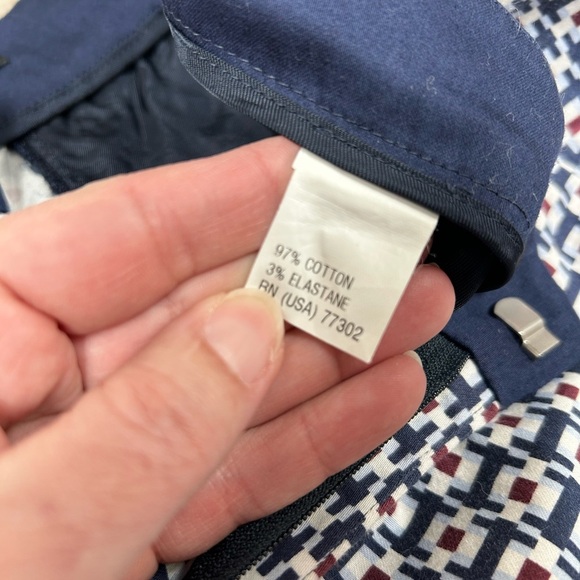 97% COTTON
3% ELASTANE
RN (USA) 77302